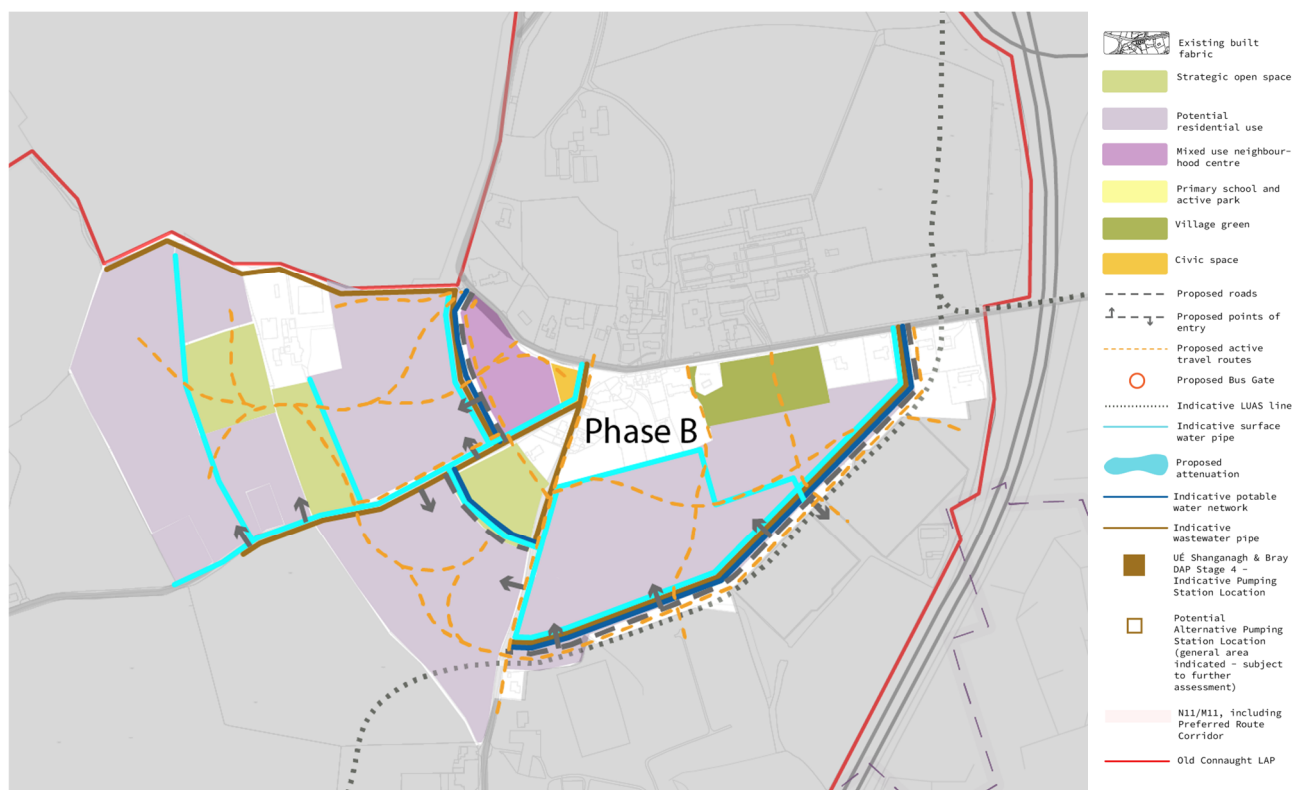 Phase B
Existing built
fabric
Strategic open space
Potential
residential use
Mixed use neighbour-
hood centre
Primary school and
active park
Village green
Civic space
Proposed roads
Proposed points of
entry
Proposed active
travel routes
Proposed Bus Gate
Indicative LUAS line
Indicative surface
water pipe
Proposed
attenuation
Indicative potable
water network
Indicative
wastewater pipe
UÉ Shanganagh & Bray
DAP Stage 4 –
Indicative Pumping
Station Location
Potential
Alternative Pumping
Station Location
(general area
indicated – subject
to further
assessment)
N11/M11, including
Preferred Route
Corridor
Old Connaught LAP